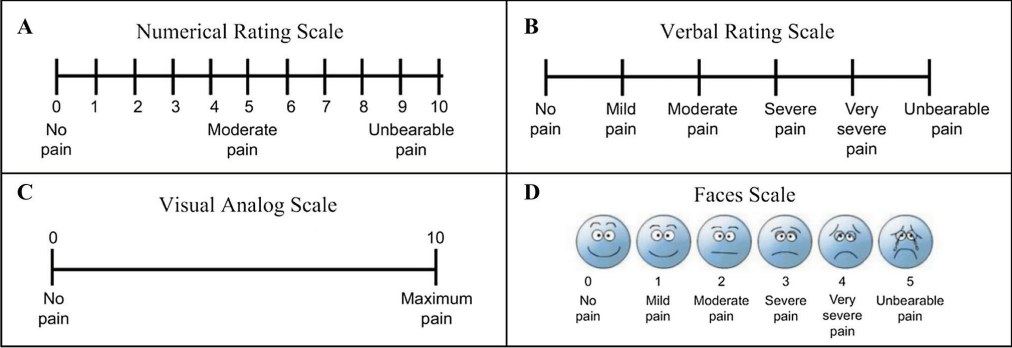 A
Numerical Rating Scale
0 1 2 3 4 5 6 7 8 9 10
No pain
Moderate pain
Unbearable pain
B
Verbal Rating Scale
No pain
Mild pain
Moderate pain
Severe pain
Very severe pain
Unbearable pain
C
Visual Analog Scale
0 10
No pain
Maximum pain
D
Faces Scale
0 1 2 3 4 5
No pain
Mild pain
Moderate pain
Severe pain
Very severe pain
Unbearable pain